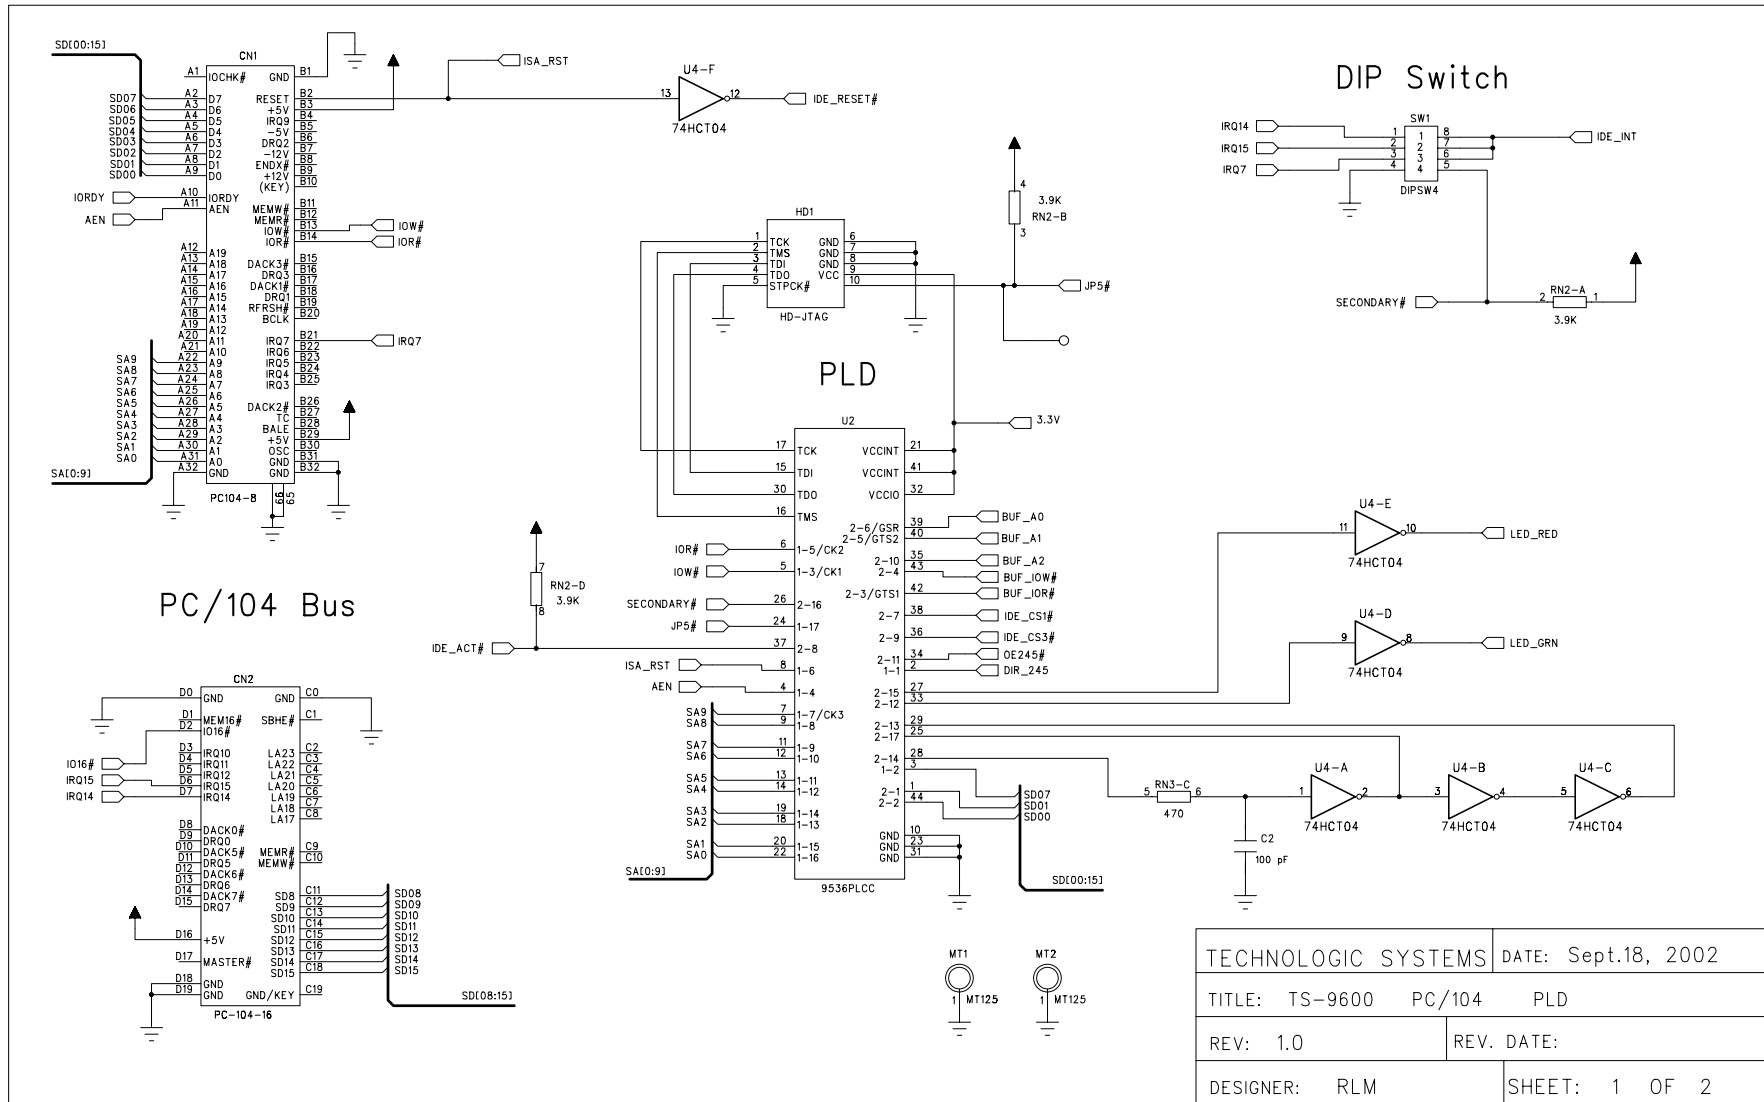 SD[00:15]
CN1
A1 IOCHK# GND B1
SD07 A2 D7 RESET B2
SD06 A3 D6 +5V B3
SD05 A4 D5 IRQ9 B4
SD04 A5 D4 -5V B5
SD03 A6 D3 DRQ2 B6
SD02 A7 D2 -12V B7
SD01 A8 D1 ENDX# B8
SD00 A9 D0 +12V B9
(KEY) B10
IORDY A10 IORDY
AEN A11 AEN MEMW# B11
MEMR# B12
IOW# B13 IOW#
IOR# B14 IOR#
A12 A19
A13 A18 DACK3# B15
A14 A17 DRQ3 B16
A15 A16 DACK1# B17
A16 A15 DRQ1 B18
A17 A14 RFRSH# B19
A18 A13 BCLK B20
A19 A12
A20 A11 IRQ7 B21 IRQ7
A21 A10 IRQ6 B22
SA9 A22 A9 IRQ5 B23
SA8 A23 A8 IRQ4 B24
SA7 A24 A7 IRQ3 B25
SA6 A25 A6
SA5 A26 A5 DACK2# B26
SA4 A27 A4 TC B27
SA3 A28 A3 BALE B28
SA2 A29 A2 +5V B29
SA1 A30 A1 OSC B30
SA0 A31 A0 GND B31
A32 GND GND B32
SA[0:9]
PC104-8 66 65
ISA_RST
U4-F
13 12 IDE_RESET#
74HCT04
DIP Switch
SW1
IRQ14 1 1 8 IDE_INT
IRQ15 2 2 7
IRQ7 3 3 6
4 4 5
DIPSW4
SECONDARY# 2 RN2-A 1
3.9K
4
3.9K
RN2-B
3
HD1
1 TCK GND 6
2 TMS GND 7
3 TDI GND 8
4 TDO VCC 9
5 STPCK# 10 JP5#
HD-JTAG
PLD
3.3V
U2
17 TCK VCCINT 21
15 TDI VCCINT 41
30 TDO VCCIO 32
16 TMS
2-6/GSR 39 BUF_A0
2-5/GTS2 40 BUF_A1
IOR# 6 1-5/CK2
2-10 35 BUF_A2
IOW# 5 1-3/CK1 2-4 43 BUF_IOW#
2-3/GTS1 42 BUF_IOR#
SECONDARY# 26 2-16
2-7 38 IDE_CS1#
JP5# 24 1-17
2-9 36 IDE_CS3#
IDE_ACT# 37 2-8
2-11 34 OE245#
ISA_RST 8 1-6 1-1 2 DIR_245
AEN 4 1-4 2-15 27
2-12 33
SA9 7 1-7/CK3
SA8 9 1-8 2-13 29
2-17 25
SA7 11 1-9
SA6 12 1-10 2-14 28
1-2 3
SA5 13 1-11
SA4 14 1-12 2-1 1
2-2 44
SA3 19 1-14
SA2 18 1-13
GND 10
SA1 20 1-15 GND 23
SA0 22 1-16 GND 31
SA[0:9]
9536PLCC
SD07
SD01
SD00
SD[00:15]
7
RN2-D
3.9K
8
U4-E
11 10 LED_RED
74HCT04
U4-D
9 8 LED_GRN
74HCT04
5 RN3-C 6
470
C2
100 pF
U4-A
1 2
74HCT04
U4-B
3 4
74HCT04
U4-C
5 6
74HCT04
PC/104 Bus
CN2
D0 GND GND C0
D1 MEM16# SBHE# C1
D2 IO16#
D3 IRQ10 LA23 C2
IO16# D4 IRQ11 LA22 C3
D5 IRQ12 LA21 C4
IRQ15 D6 IRQ15 LA20 C5
IRQ14 D7 IRQ14 LA19 C6
LA18 C7
LA17 C8
D8 DACK0#
D9 DRQ0
D10 DACK5# MEMR# C9
D11 DRQ5 MEMW# C10
D12 DACK6#
D13 DRQ6
D14 DACK7# SD8 C11 SD08
D15 DRQ7 SD9 C12 SD09
SD10 C13 SD10
SD11 C14 SD11
D16 +5V SD12 C15 SD12
SD13 C16 SD13
D17 MASTER# SD14 C17 SD14
SD15 C18 SD15
D18 GND
D19 GND GND/KEY C19
SD[08:15]
PC-104-16
MT1
1 MT125
MT2
1 MT125
TECHNOLOGIC SYSTEMS DATE: Sept.18, 2002
TITLE: TS-9600 PC/104 PLD
REV: 1.0 REV. DATE:
DESIGNER: RLM SHEET: 1 OF 2